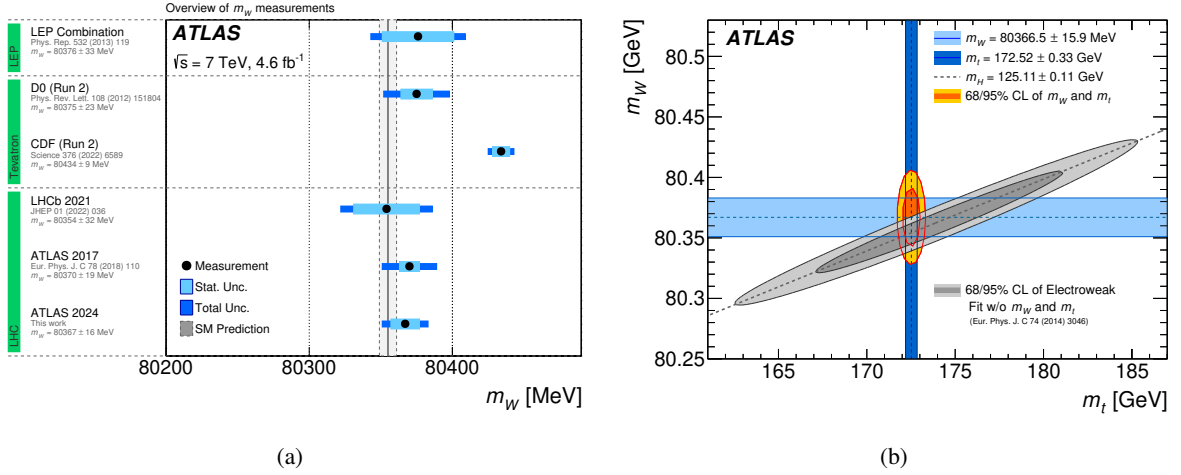 Overview of m_W measurements
LEP
LEP Combination
Phys. Rep. 532 (2013) 119
m_W = 80376 ± 33 MeV
Tevatron
D0 (Run 2)
Phys. Rev. Lett. 108 (2012) 151804
m_W = 80375 ± 23 MeV
CDF (Run 2)
Science 376 (2022) 6589
m_W = 80434 ± 9 MeV
LHC
LHCb 2021
JHEP 01 (2022) 036
m_W = 80354 ± 32 MeV
ATLAS 2017
Eur. Phys. J. C 78 (2018) 110
m_W = 80370 ± 19 MeV
ATLAS 2024
This work
m_W = 80367 ± 16 MeV
ATLAS
√s = 7 TeV, 4.6 fb⁻¹
Measurement
Stat. Unc.
Total Unc.
SM Prediction
80200 80300 80400
m_W [MeV]
(a)
ATLAS
m_W = 80366.5 ± 15.9 MeV
m_t = 172.52 ± 0.33 GeV
m_H = 125.11 ± 0.11 GeV
68/95% CL of m_W and m_t
68/95% CL of Electroweak
Fit w/o m_W and m_t
(Eur. Phys. J. C 74 (2014) 3046)
m_W [GeV]
80.5
80.45
80.4
80.35
80.3
80.25
165 170 175 180 185
m_t [GeV]
(b)